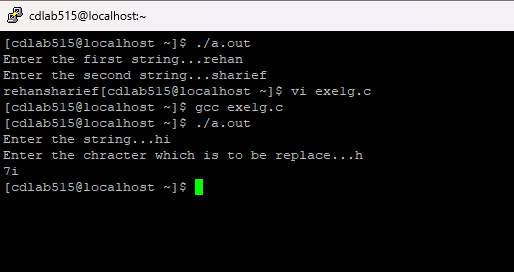 cdlab515@localhost:~
[cdlab515@localhost ~]$ ./a.out
Enter the first string...rehan
Enter the second string...sharief
rehansharief[cdlab515@localhost ~]$ vi exe1g.c
[cdlab515@localhost ~]$ gcc exe1g.c
[cdlab515@localhost ~]$ ./a.out
Enter the string...hi
Enter the chracter which is to be replace...h
7i
[cdlab515@localhost ~]$